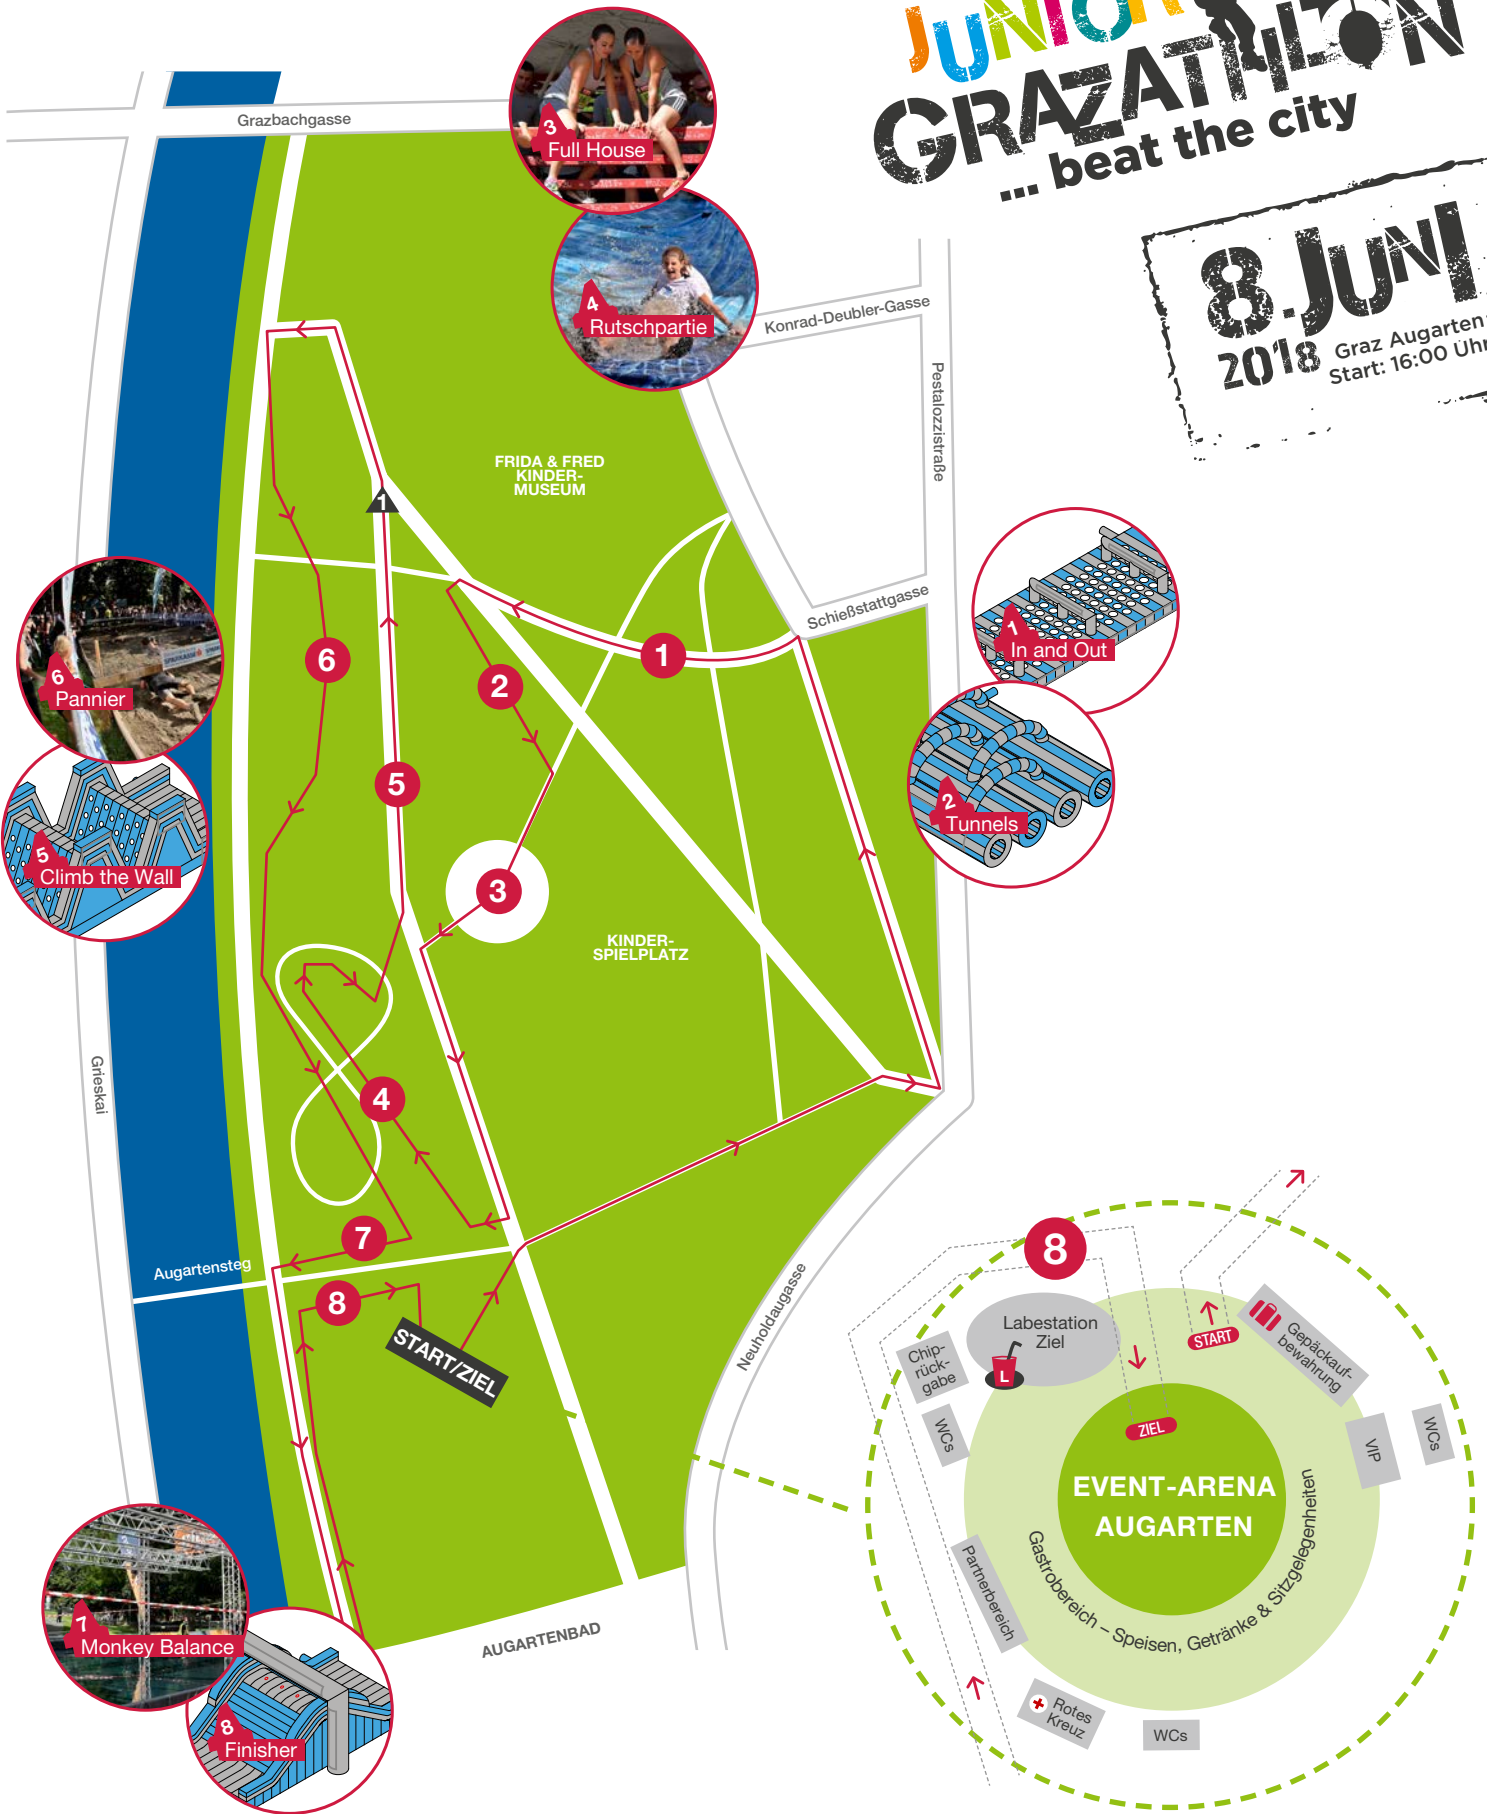 JUNIOR
GRAZATHLON
... beat the city
8. JUNI
2018
Graz Augarten
Start: 16:00 Uhr
Grazbachgasse
3
Full House
4
Rutschpartie
Konrad-Deubler-Gasse
Pestalozzistraße
FRIDA & FRED
KINDER-
MUSEUM
1
Schießstattgasse
1
In and Out
6
Pannier
6
2
1
2
Tunnels
5
5
Climb the Wall
3
KINDER-
SPIELPLATZ
Grieskai
4
7
Augartensteg
8
START/ZIEL
Neuholdaugasse
7
Monkey Balance
8
Finisher
AUGARTENBAD
8
Labestation
Ziel
L
START
Gepäckauf-
bewahrung
Chip-
rück-
gabe
WCs
ZIEL
VIP
WCs
EVENT-ARENA
AUGARTEN
Gastrobereich – Speisen, Getränke & Sitzgelegenheiten
Partnerbereich
Rotes
Kreuz
WCs